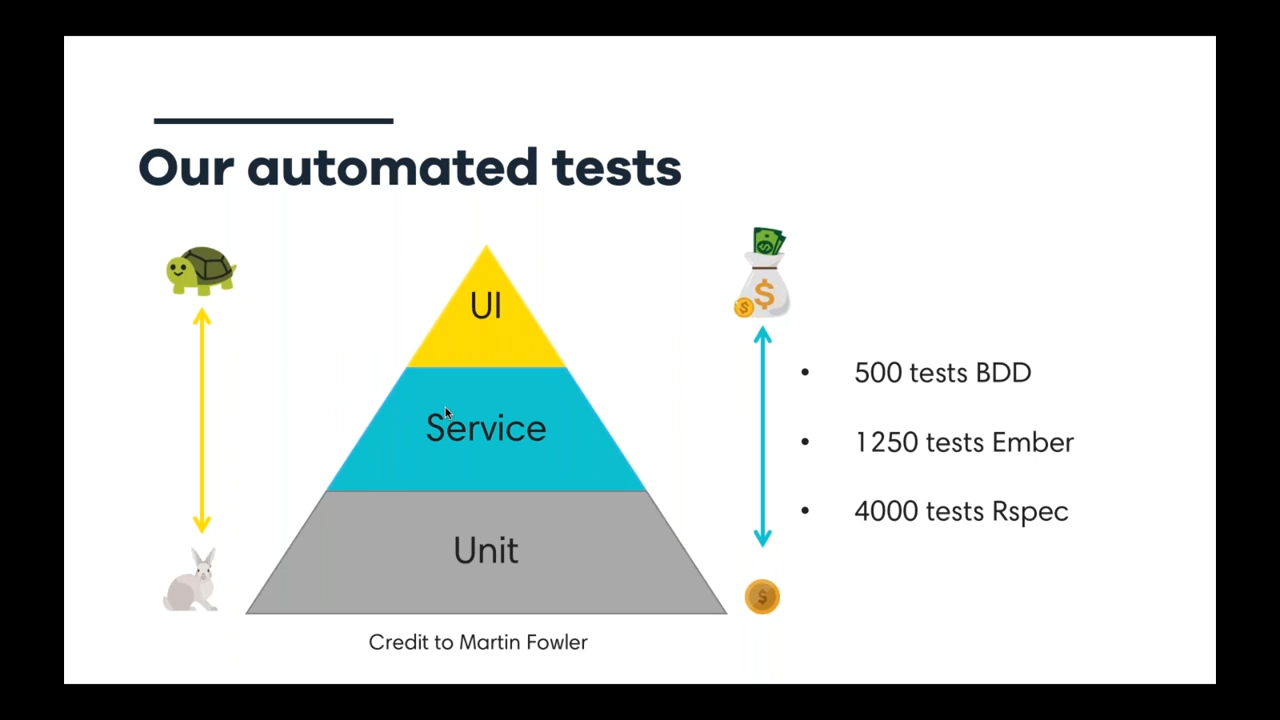 Our automated tests
UI
Service
Unit
$
$
$
$
• 500 tests BDD
• 1250 tests Ember
• 4000 tests Rspec
Credit to Martin Fowler